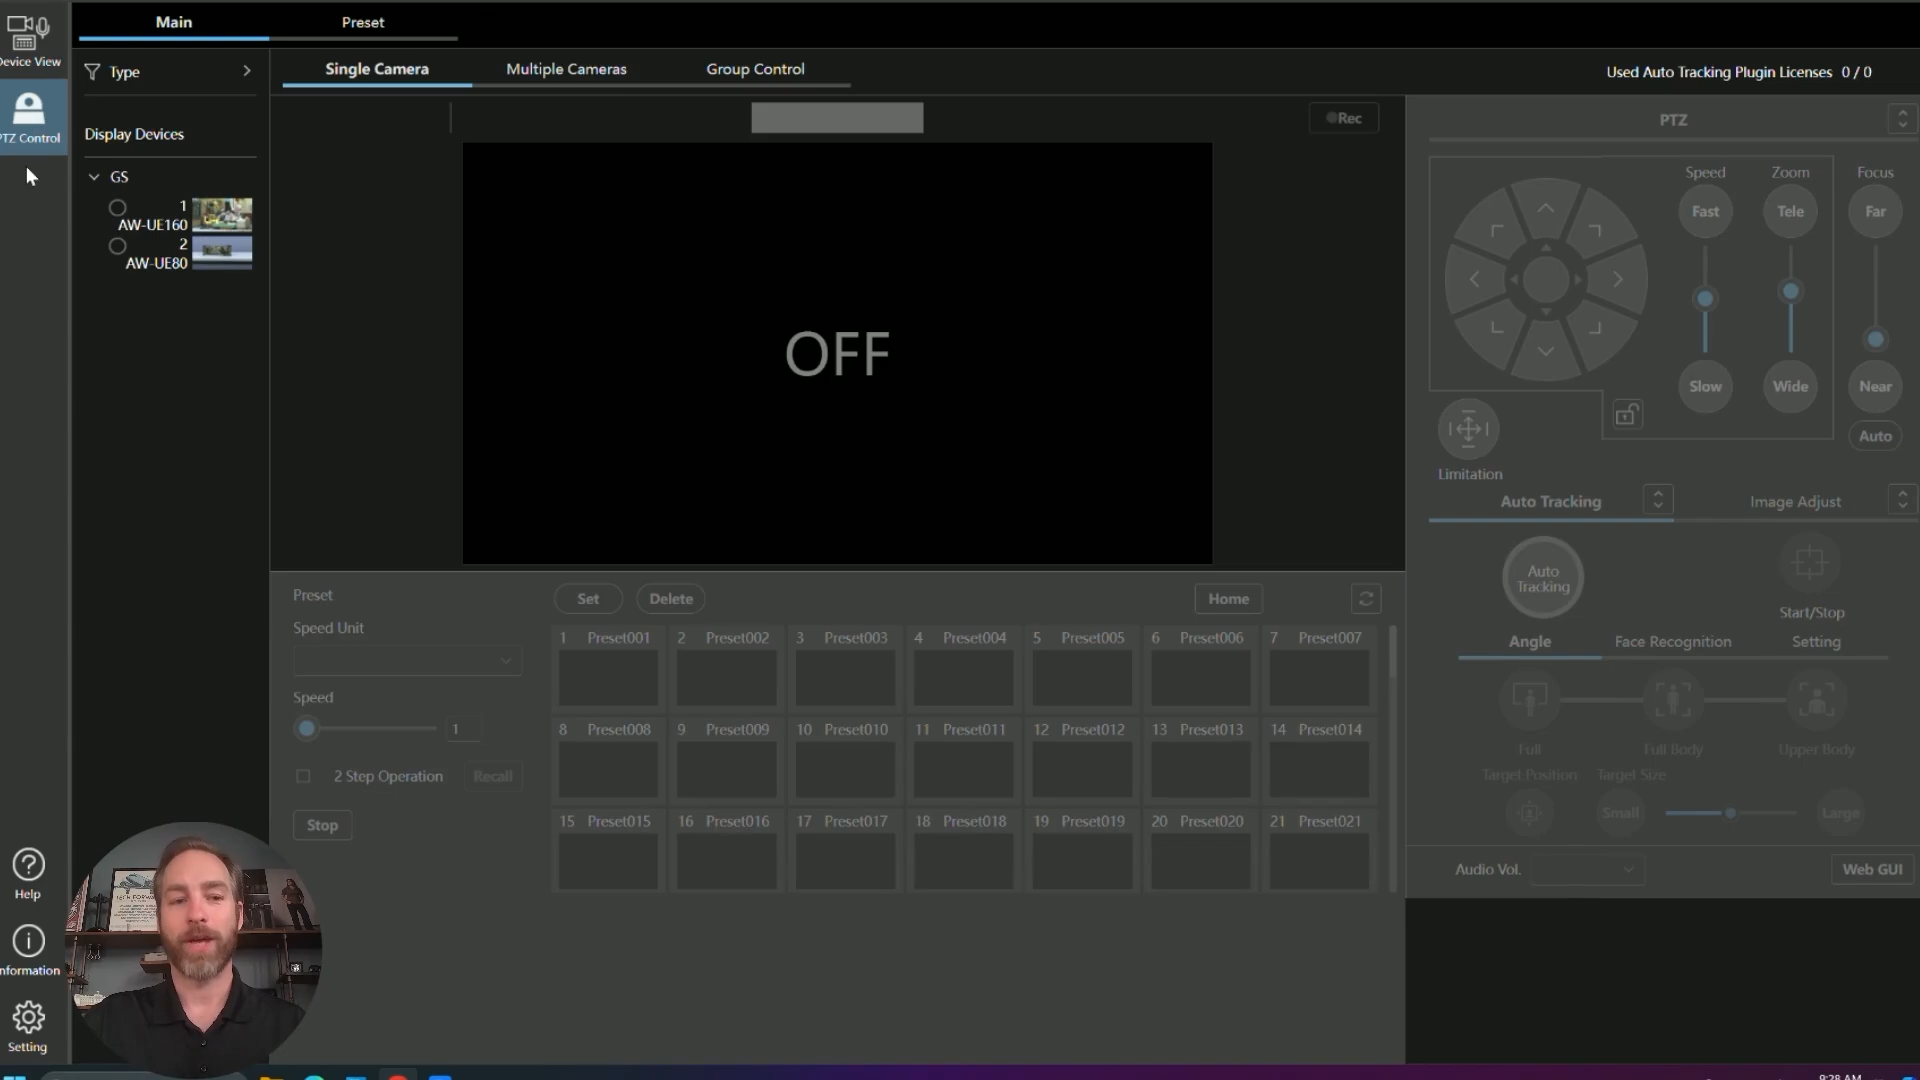 Main Preset
Device View
Type
Single Camera Multiple Cameras Group Control
Used Auto Tracking Plugin Licenses 0 / 0
PTZ Control
Display Devices
GS
1
AW-UE160
2
AW-UE80
Rec
OFF
PTZ
Speed Zoom Focus
Fast Tele Far
Slow Wide Near
Auto
Limitation
Auto Tracking Image Adjust
Auto
Tracking
Start/Stop
Angle Face Recognition Setting
Full Full Body Upper Body
Target Position Target Size
Small Large
Audio Vol. Web GUI
Preset Set Delete Home
Speed Unit
Speed
1
2 Step Operation Recall
Stop
1 Preset001 2 Preset002 3 Preset003 4 Preset004 5 Preset005 6 Preset006 7 Preset007
8 Preset008 9 Preset009 10 Preset010 11 Preset011 12 Preset012 13 Preset013 14 Preset014
15 Preset015 16 Preset016 17 Preset017 18 Preset018 19 Preset019 20 Preset020 21 Preset021
Help
Information
Setting
9:28 AM